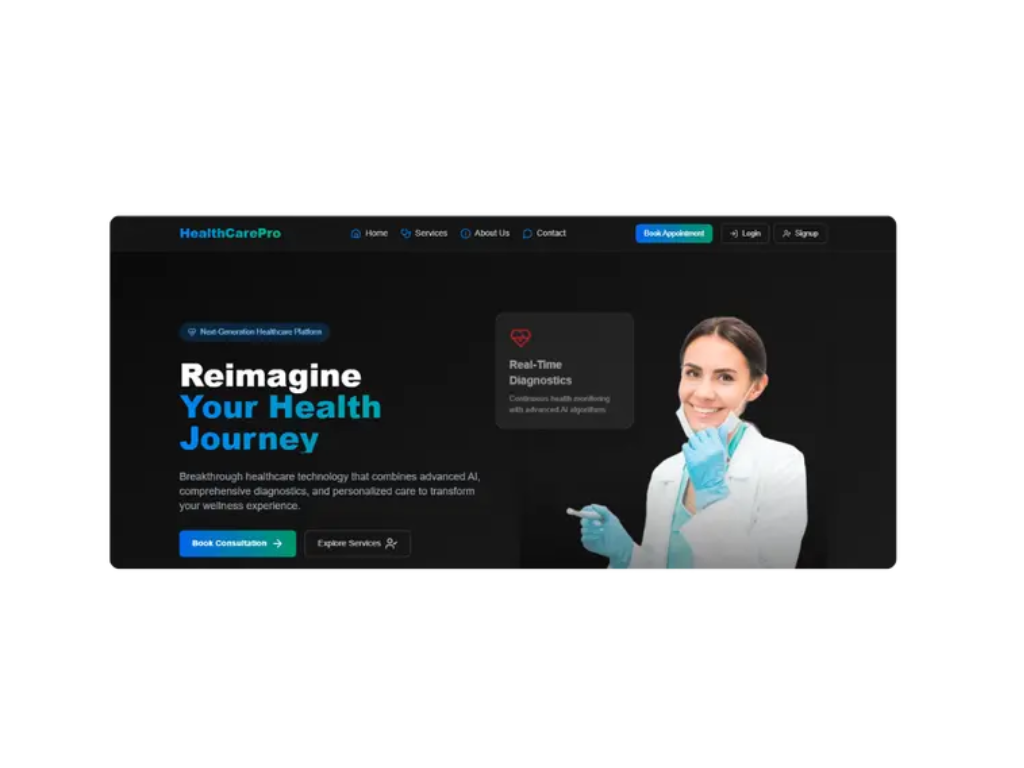 HealthCarePro
Home Services About Us Contact
Book Appointment Login Signup
Next-Generation Healthcare Platform
Reimagine
Your Health
Journey
Breakthrough healthcare technology that combines advanced AI,
comprehensive diagnostics, and personalized care to transform
your wellness experience.
Book Consultation Explore Services
Real-Time
Diagnostics
Continuous health monitoring
with advanced AI algorithms